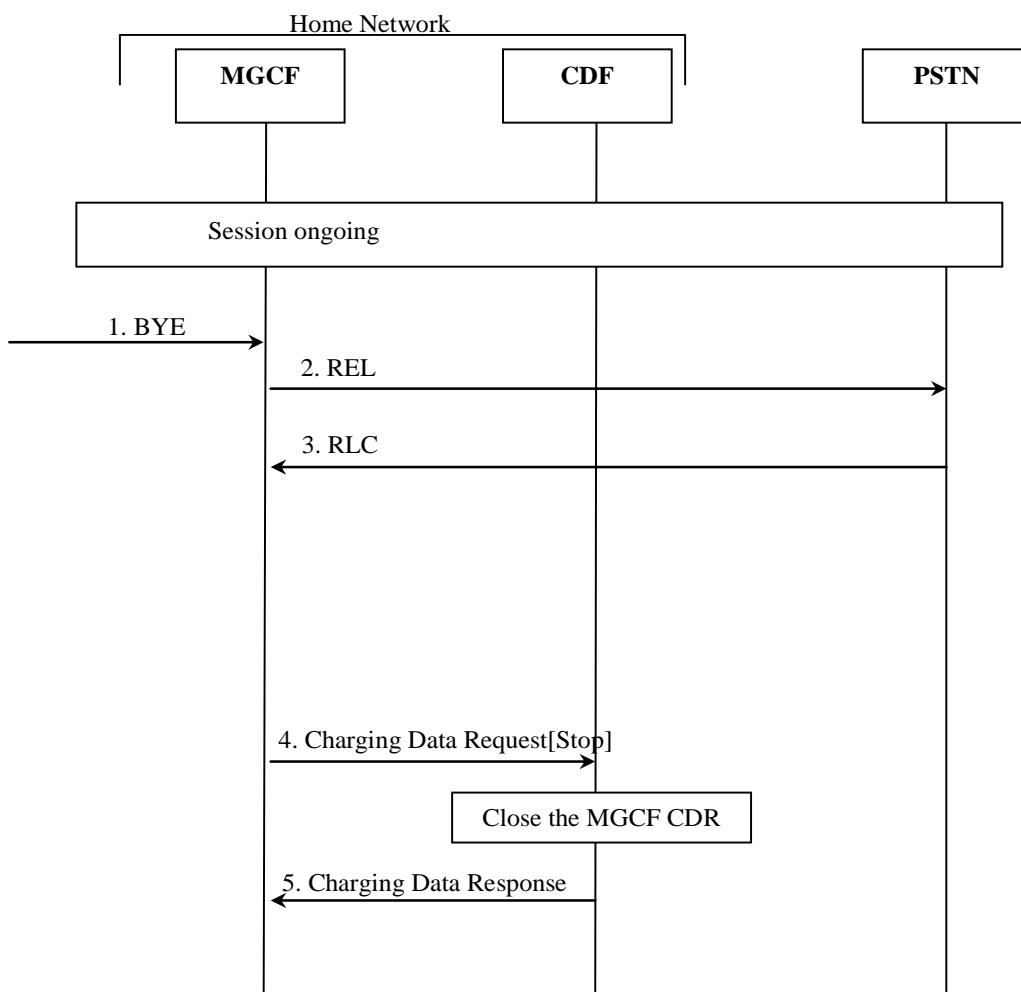 Home Network
MGCF
CDF
PSTN
Session ongoing
1. BYE
2. REL
3. RLC
4. Charging Data Request[Stop]
Close the MGCF CDR
5. Charging Data Response